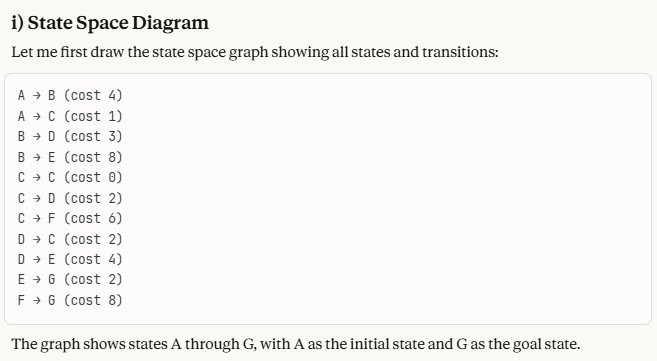 i) State Space Diagram
Let me first draw the state space graph showing all states and transitions:
A → B (cost 4)
A → C (cost 1)
B → D (cost 3)
B → E (cost 8)
C → C (cost 0)
C → D (cost 2)
C → F (cost 6)
D → C (cost 2)
D → E (cost 4)
E → G (cost 2)
F → G (cost 8)
The graph shows states A through G, with A as the initial state and G as the goal state.